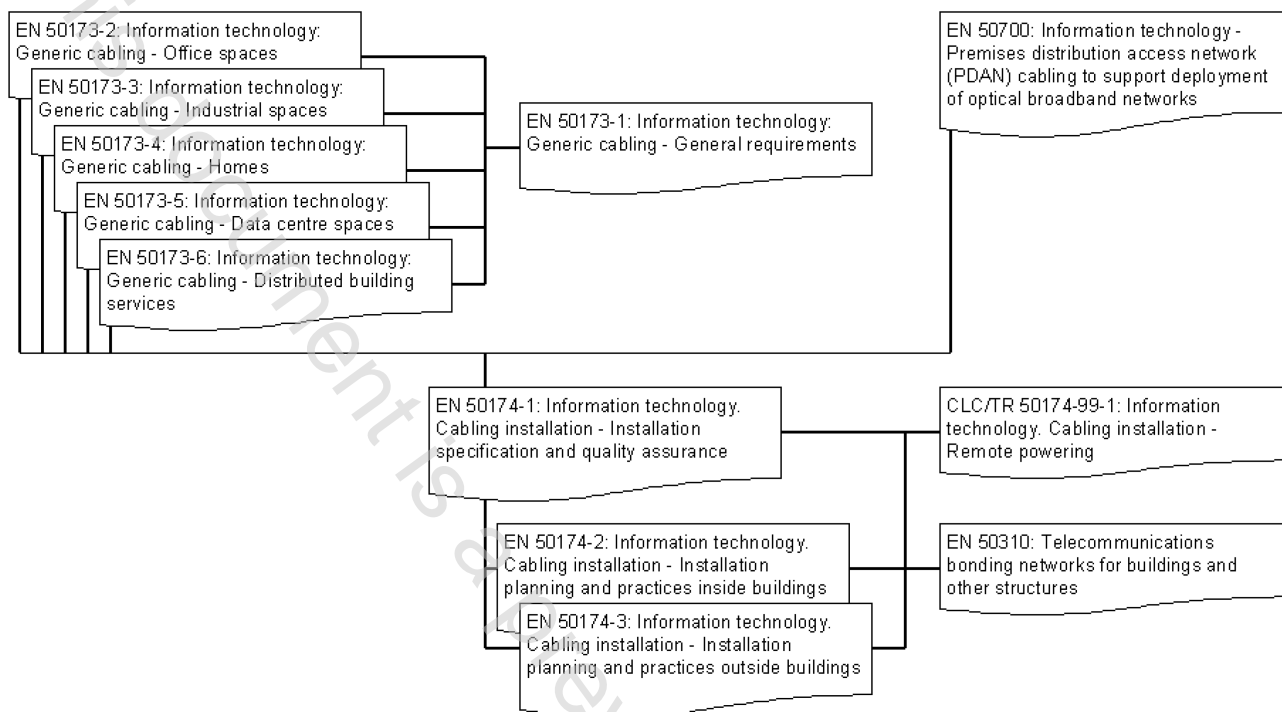 EN 50173-2: Information technology:
Generic cabling - Office spaces
EN 50173-3: Information technology:
Generic cabling - Industrial spaces
EN 50173-4: Information technology:
Generic cabling - Homes
EN 50173-5: Information technology:
Generic cabling - Data centre spaces
EN 50173-6: Information technology:
Generic cabling - Distributed building
services
EN 50173-1: Information technology:
Generic cabling - General requirements
EN 50700: Information technology -
Premises distribution access network
(PDAN) cabling to support deployment
of optical broadband networks
EN 50174-1: Information technology.
Cabling installation - Installation
specification and quality assurance
CLC/TR 50174-99-1: Information
technology. Cabling installation -
Remote powering
EN 50174-2: Information technology.
Cabling installation - Installation
planning and practices inside buildings
EN 50174-3: Information technology.
Cabling installation - Installation
planning and practices outside buildings
EN 50310: Telecommunications
bonding networks for buildings and
other structures
is document is a prev